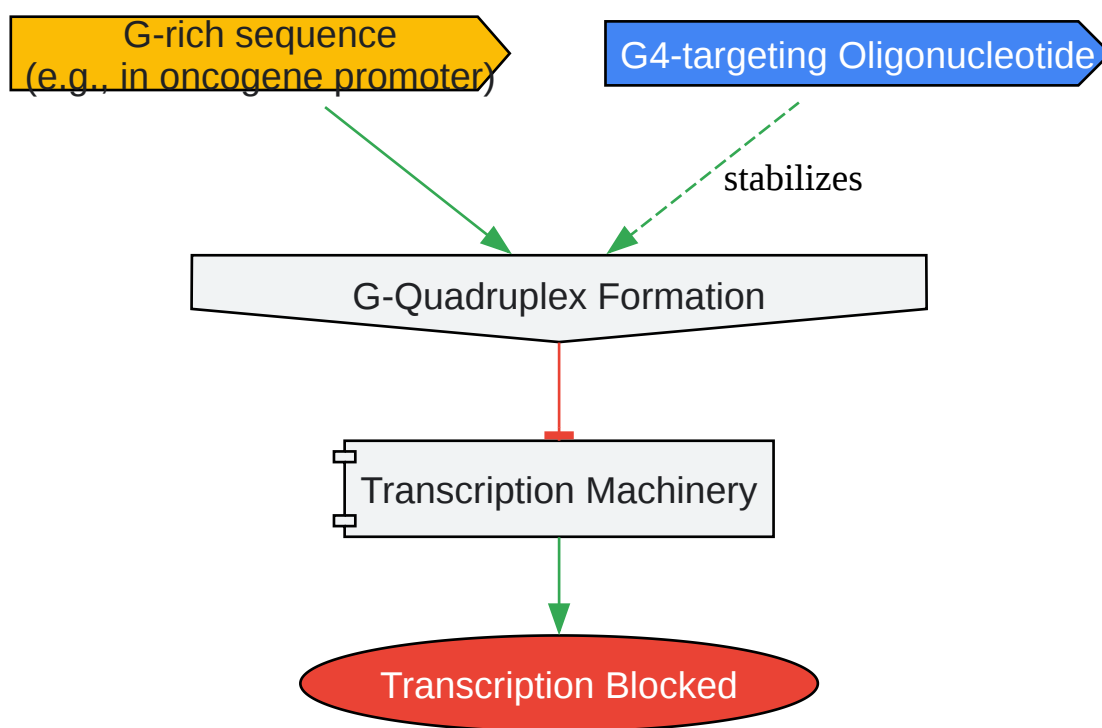 G-rich sequence
(e.g., in oncogene promoter)
G4-targeting Oligonucleotide
stabilizes
G-Quadruplex Formation
Transcription Machinery
Transcription Blocked